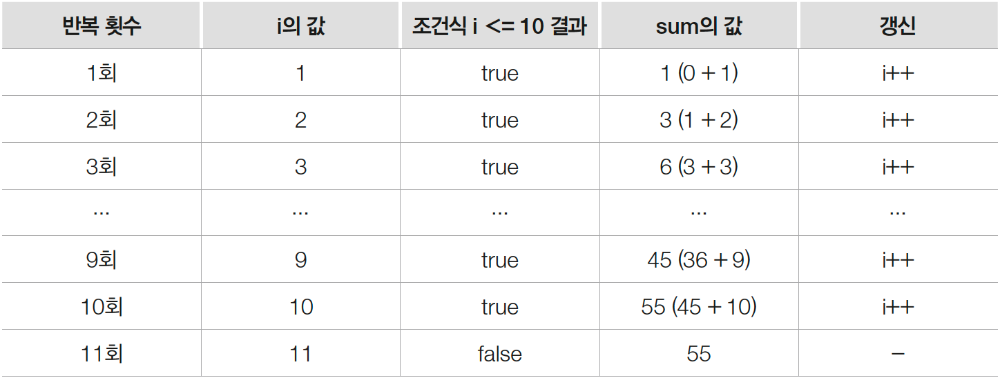 반복 횟수 i의 값 조건식 i <= 10 결과 sum의 값 갱신
1회 1 true 1 (0 + 1) i++
2회 2 true 3 (1 + 2) i++
3회 3 true 6 (3 + 3) i++
... ... ... ... ...
9회 9 true 45 (36 + 9) i++
10회 10 true 55 (45 + 10) i++
11회 11 false 55 –